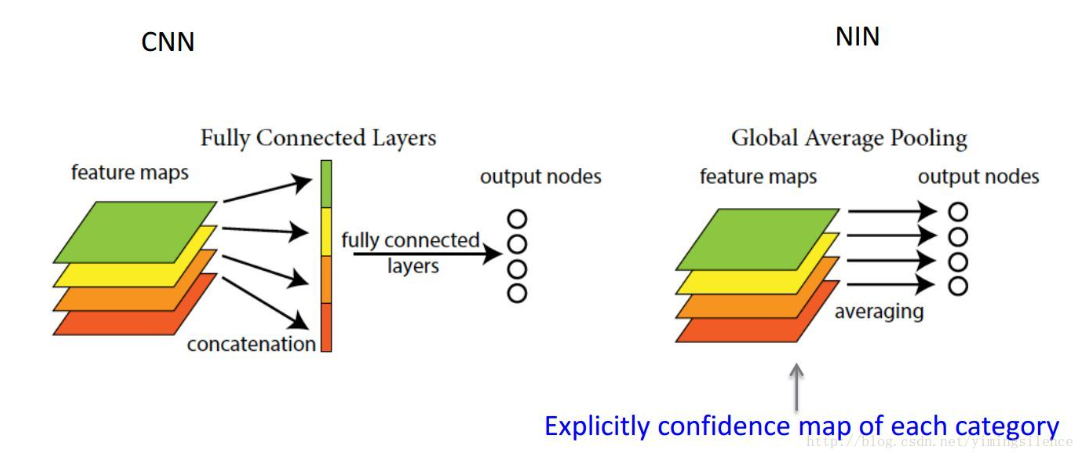 CNN
NIN
Fully Connected Layers
feature maps
output nodes
fully connected
layers
concatenation
Global Average Pooling
feature maps
output nodes
averaging
Explicitly confidence map of each category
http://blog.csdn.net/yimingsilence